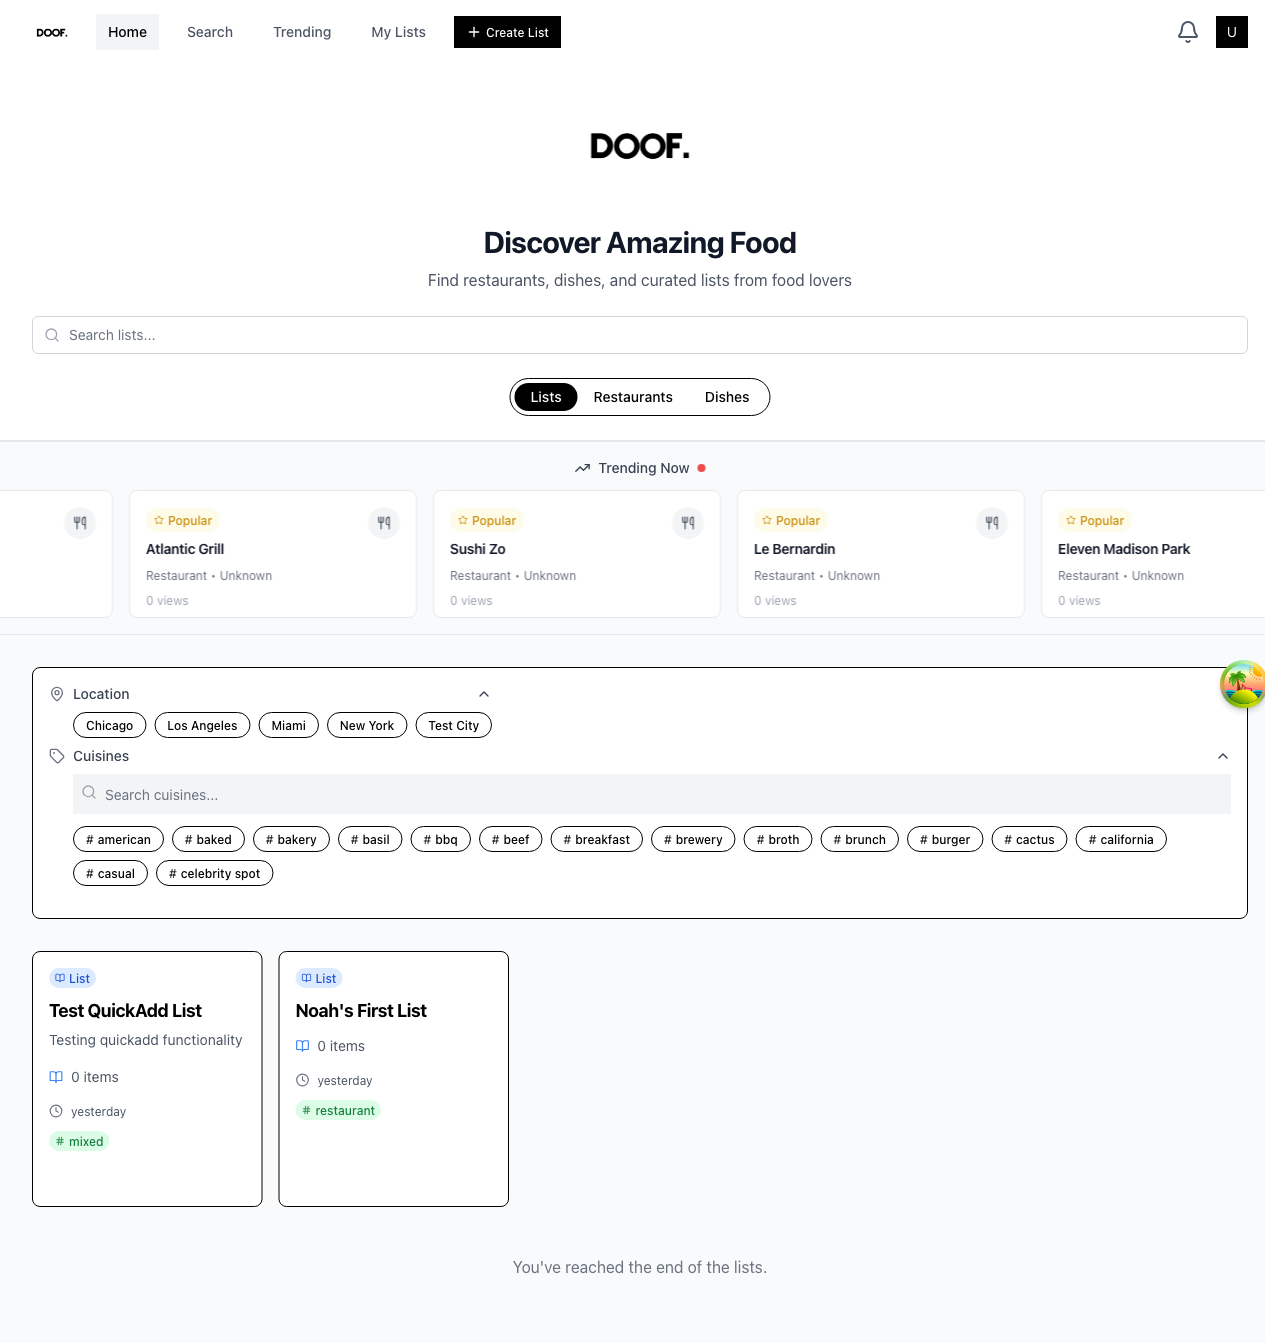 DOOF. Home Search Trending My Lists + Create List U
DOOF.
Discover Amazing Food
Find restaurants, dishes, and curated lists from food lovers
Search lists...
Lists Restaurants Dishes
Trending Now
Popular
Atlantic Grill
Restaurant • Unknown
0 views
Popular
Sushi Zo
Restaurant • Unknown
0 views
Popular
Le Bernardin
Restaurant • Unknown
0 views
Popular
Eleven Madison Park
Restaurant • Unknown
0 views
Location
Chicago Los Angeles Miami New York Test City
Cuisines
Search cuisines...
# american # baked # bakery # basil # bbq # beef # breakfast # brewery # broth # brunch # burger # cactus # california
# casual # celebrity spot
List
Test QuickAdd List
Testing quickadd functionality
0 items
yesterday
# mixed
List
Noah's First List
0 items
yesterday
# restaurant
You've reached the end of the lists.